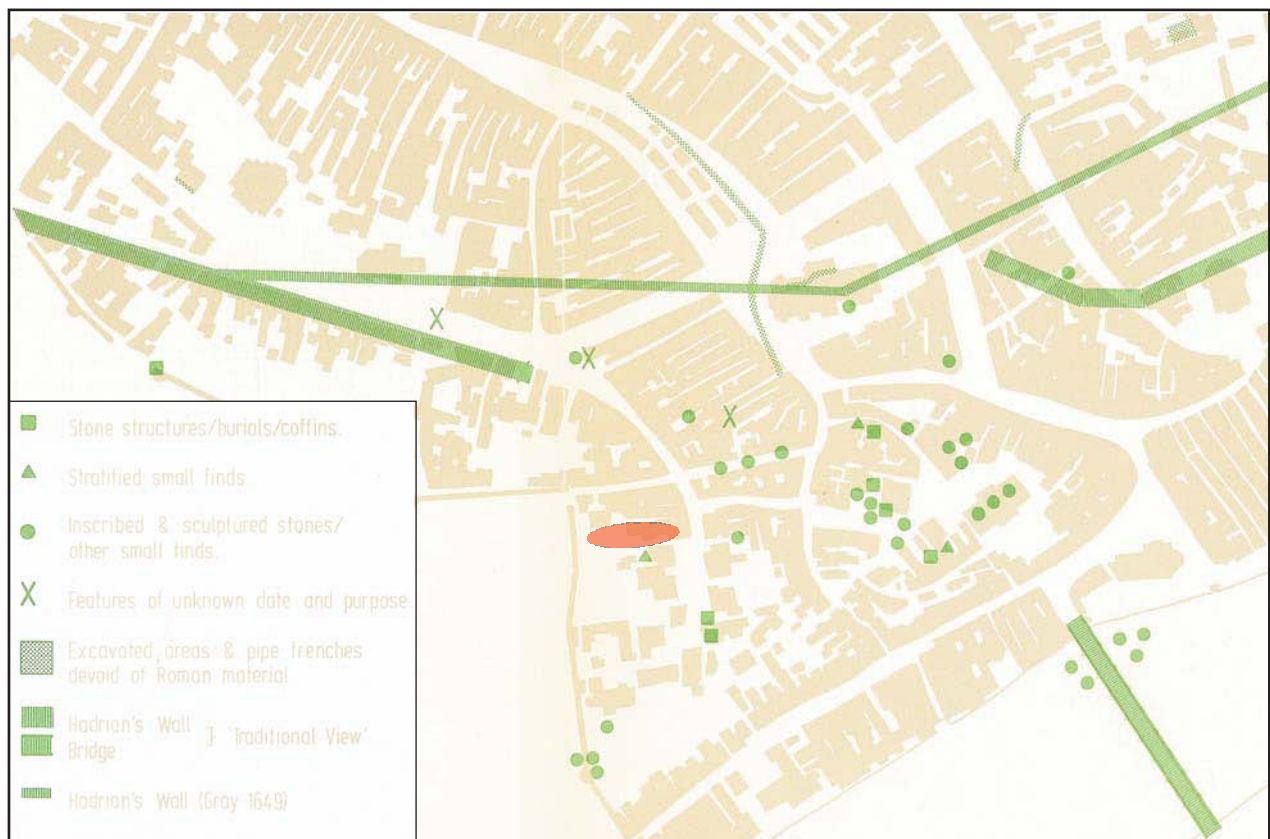 Stone structures/burials/coffins.
Stratified small finds
Inscribed & sculptured stones/
other small finds.
Features of unknown date and purpose.
Excavated areas & pipe trenches
devoid of Roman material
Hadrian's Wall
Bridge
} 'Traditional View'
Hadrian's Wall (Gray 1649)